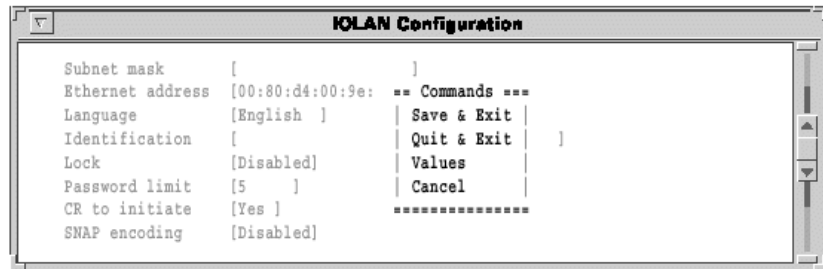 IOLAN Configuration
Subnet mask [ ]
Ethernet address [00:80:d4:00:9e: == Commands ===
Language [English ] | Save & Exit |
Identification [ | Quit & Exit | ]
Lock [Disabled] | Values |
Password limit [5 ] | Cancel |
CR to initiate [Yes ] ===============
SNAP encoding [Disabled]